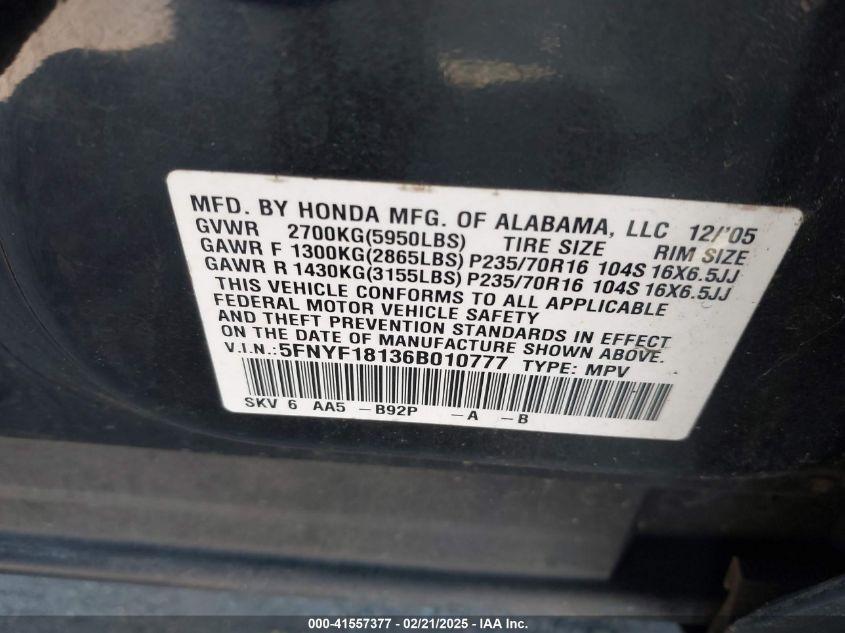 MFD. BY HONDA MFG. OF ALABAMA, LLC 12/'05
GVWR 2700KG(5950LBS) TIRE SIZE RIM SIZE
GAWR F 1300KG(2865LBS) P235/70R16 104S 16X6.5JJ
GAWR R 1430KG(3155LBS) P235/70R16 104S 16X6.5JJ
THIS VEHICLE CONFORMS TO ALL APPLICABLE
FEDERAL MOTOR VEHICLE SAFETY
AND THEFT PREVENTION STANDARDS IN EFFECT
ON THE DATE OF MANUFACTURE SHOWN ABOVE.
V.I.N.: 5FNYF18136B010777 TYPE: MPV
SKV 6 AA5 -B92P -A -B
000-41557377 - 02/21/2025 - IAA Inc.